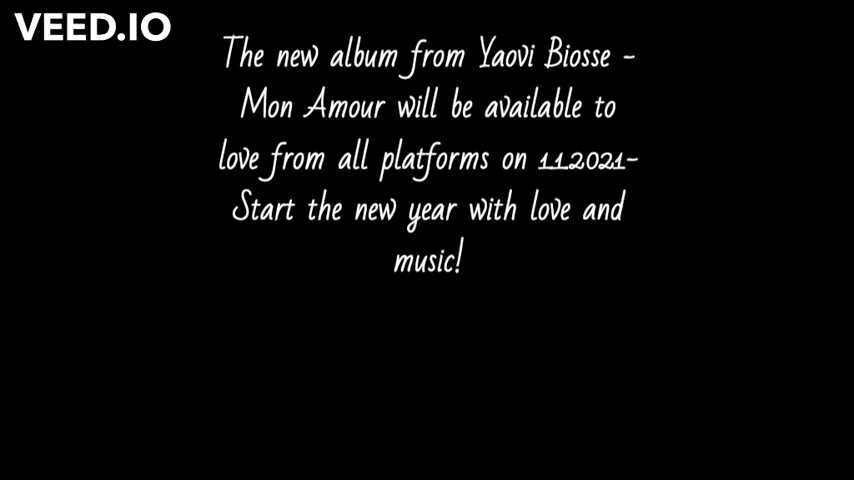 VEED.IO
The new album from Yaovi Biosse -
Mon Amour will be available to
love from all platforms on 1.1.2021-
Start the new year with love and
music!